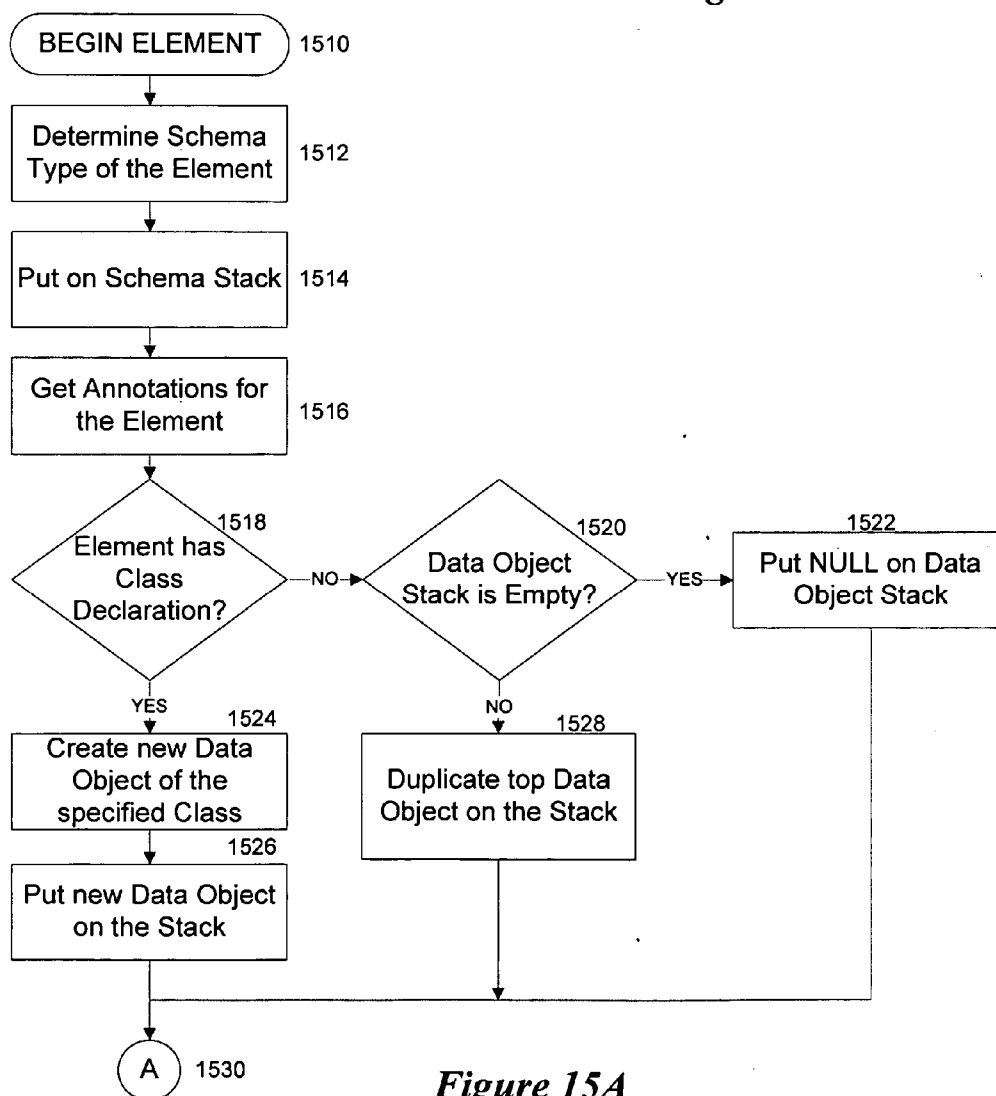 BEGIN ELEMENT
1510
Determine Schema
Type of the Element
1512
Put on Schema Stack
1514
Get Annotations for
the Element
1516
1518
Element has
Class
Declaration?
NO
1520
Data Object
Stack is Empty?
YES
1522
Put NULL on Data
Object Stack
YES
1524
Create new Data
Object of the
specified Class
NO
1528
Duplicate top Data
Object on the Stack
1526
Put new Data Object
on the Stack
A
1530
Figure 15A